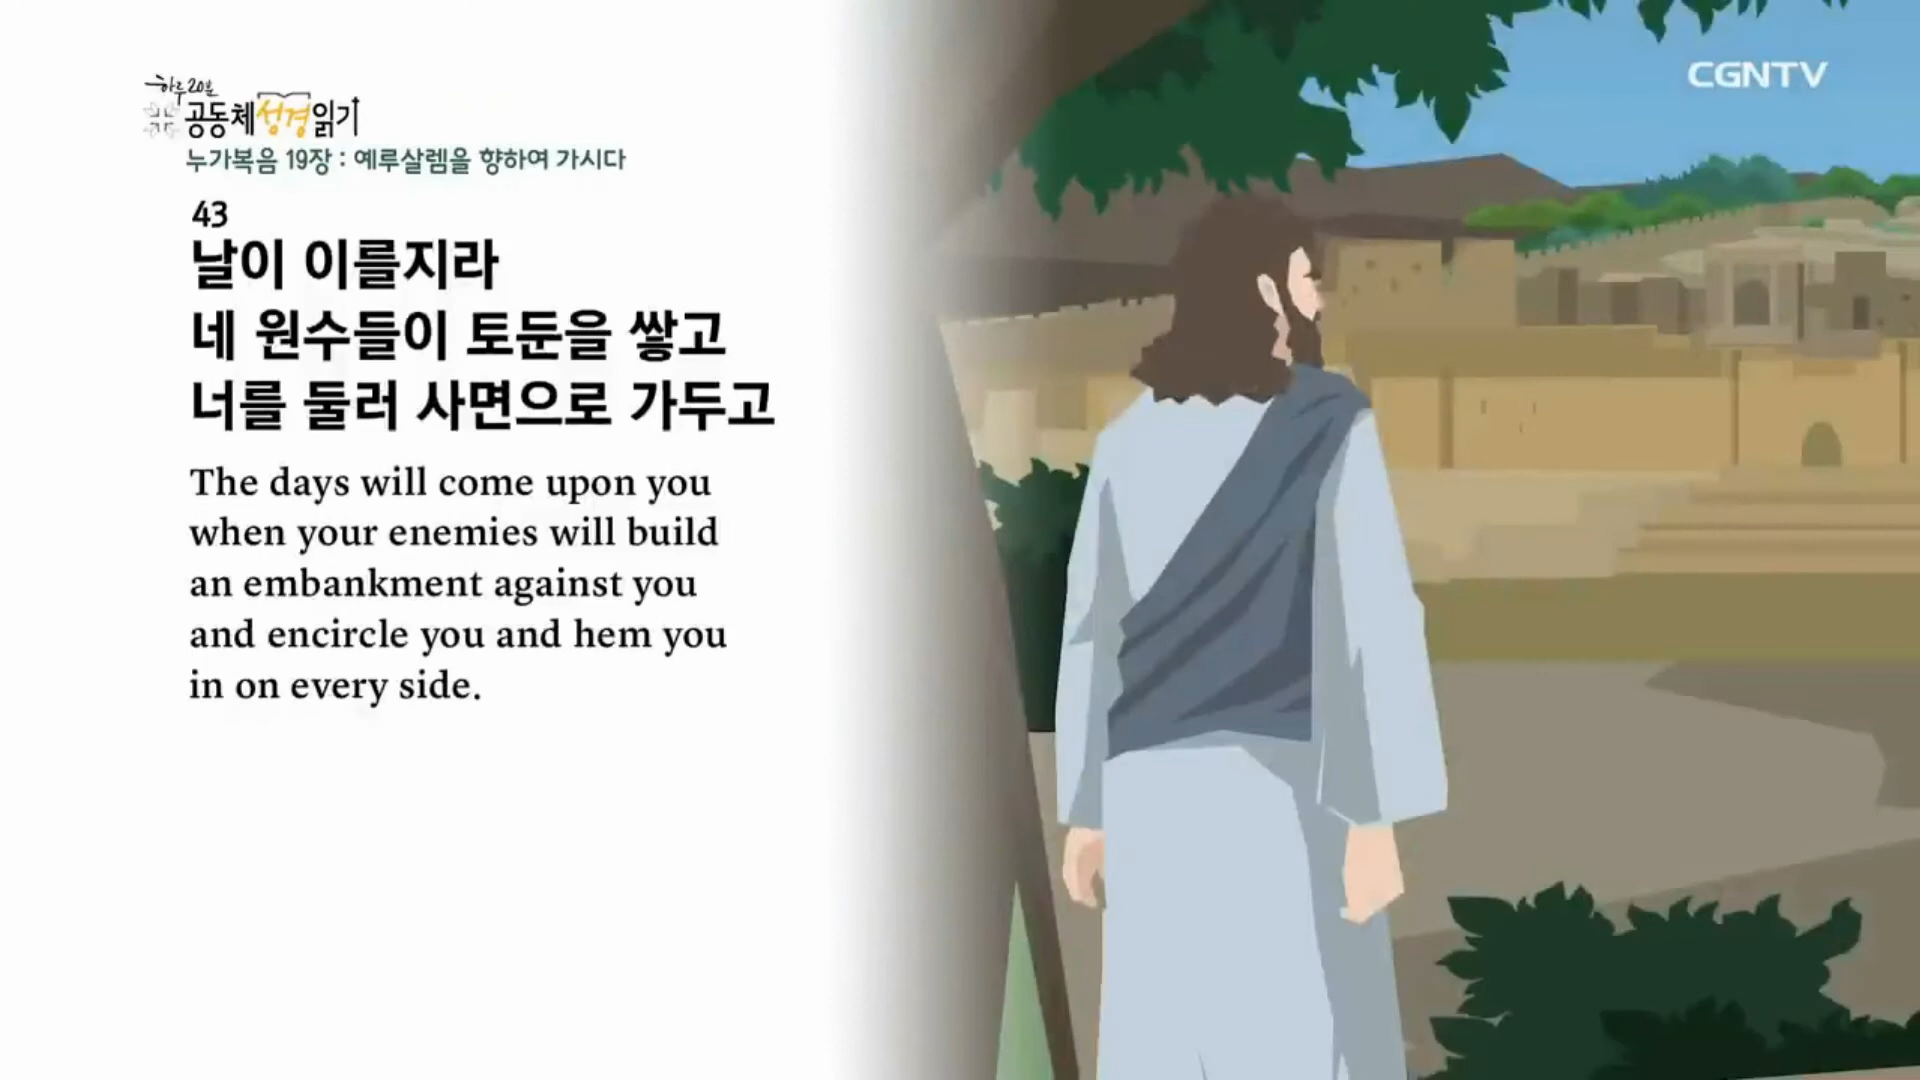 하루 20분
공동체성경읽기
CGNTV
누가복음 19장 : 예루살렘을 향하여 가시다
43
날이 이를지라
네 원수들이 토둔을 쌓고
너를 둘러 사면으로 가두고
The days will come upon you
when your enemies will build
an embankment against you
and encircle you and hem you
in on every side.